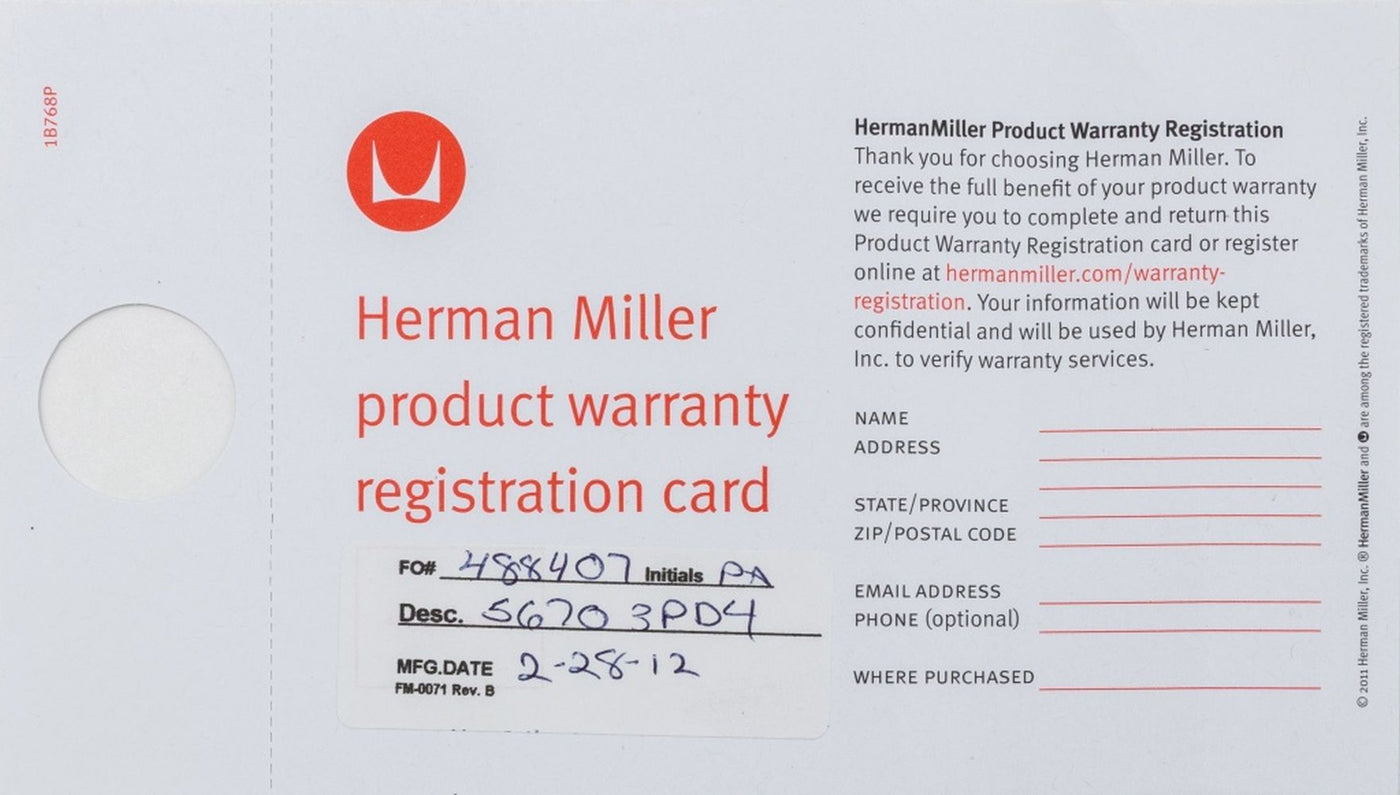 1B768P
Herman Miller
product warranty
registration card
FO# 488407 Initials PA
Desc. 5670 3PD4
MFG.DATE 2-28-12
FM-0071 Rev. B
HermanMiller Product Warranty Registration
Thank you for choosing Herman Miller. To
receive the full benefit of your product warranty
we require you to complete and return this
Product Warranty Registration card or register
online at hermanmiller.com/warranty-
registration. Your information will be kept
confidential and will be used by Herman Miller,
Inc. to verify warranty services.
NAME
ADDRESS
STATE/PROVINCE
ZIP/POSTAL CODE
EMAIL ADDRESS
PHONE (optional)
WHERE PURCHASED
© 2011 Herman Miller, Inc. ® HermanMiller and are among the registered trademarks of Herman Miller, Inc.